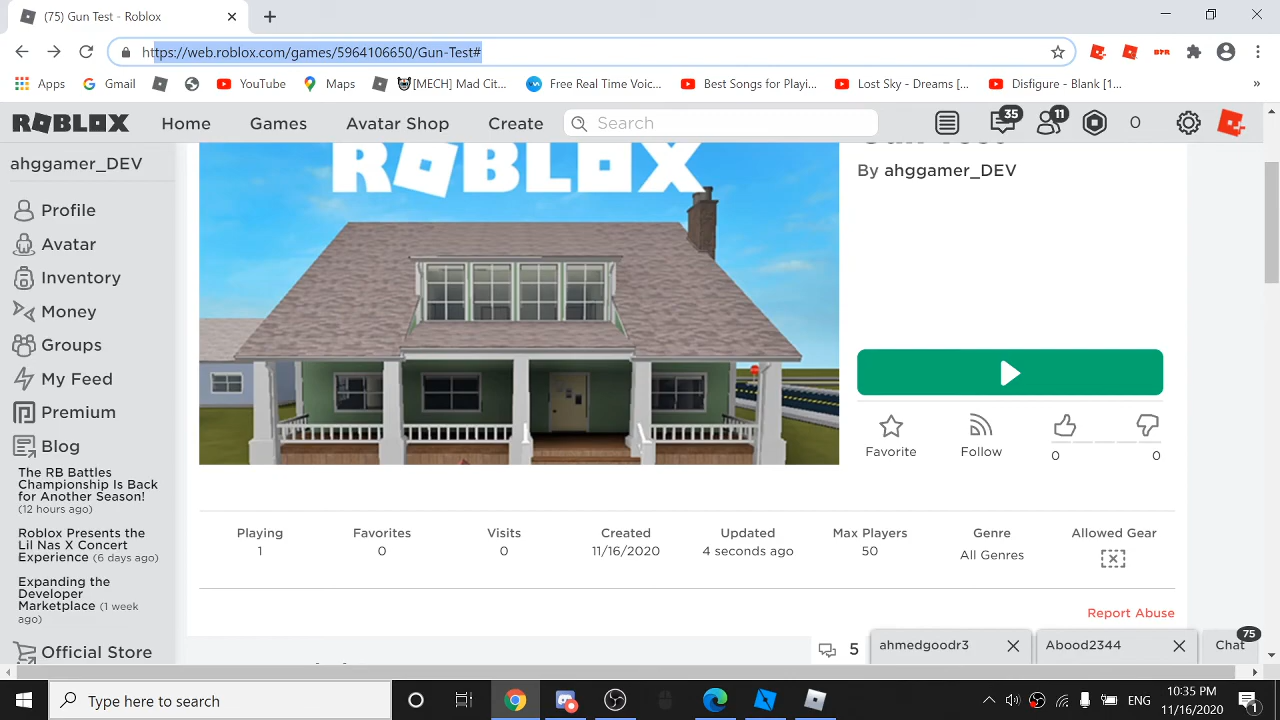 (75) Gun Test - Roblox
https://web.roblox.com/games/5964106650/Gun-Test#
Apps Gmail YouTube Maps [MECH] Mad Cit... Free Real Time Voic... Best Songs for Playi... Lost Sky - Dreams [... Disfigure - Blank [1... »
ROBLOX Home Games Avatar Shop Create Search 35 11 0
ahggamer_DEV
Profile
Avatar
Inventory
Money
Groups
My Feed
Premium
Blog
The RB Battles
Championship Is Back
for Another Season!
(12 hours ago)
Roblox Presents the
Lil Nas X Concert
Experience (6 days ago)
Expanding the
Developer
Marketplace (1 week
ago)
Official Store
ROBLOX
Gun Test
By ahggamer_DEV
Favorite Follow 0 0
Playing Favorites Visits Created Updated Max Players Genre Allowed Gear
1 0 0 11/16/2020 4 seconds ago 50 All Genres
Report Abuse
5 ahmedgoodr3 Abood2344 Chat 75
Type here to search
ENG
10:35 PM
11/16/2020
1